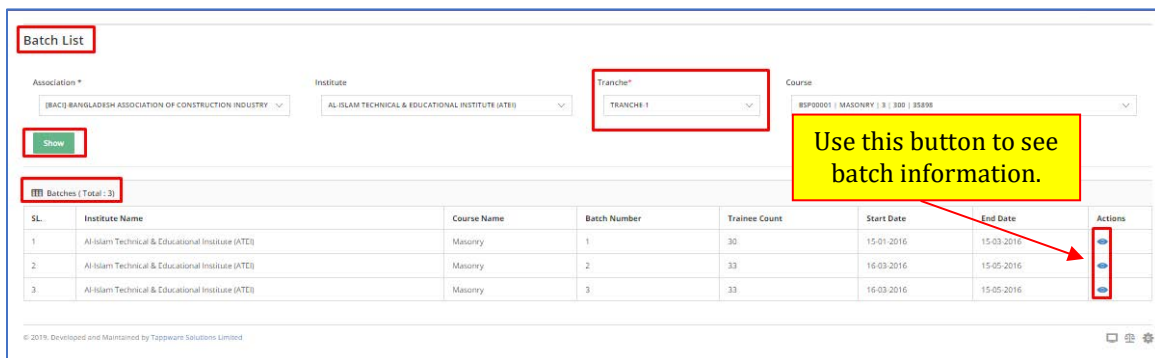 Batch List
Association * Institute Tranche* Course
[BACI]-BANGLADESH ASSOCIATION OF CONSTRUCTION INDUSTRY AL-ISLAM TECHNICAL & EDUCATIONAL INSTITUTE (ATEI) TRANCHE-1 BSP00001 | MASONRY | 3 | 300 | 35898
Show
Use this button to see
batch information.
Batches ( Total : 3)
SL. Institute Name Course Name Batch Number Trainee Count Start Date End Date Actions
1 Al-Islam Technical & Educational Institute (ATEI) Masonry 1 30 15-01-2016 15-03-2016
2 Al-Islam Technical & Educational Institute (ATEI) Masonry 2 33 16-03-2016 15-05-2016
3 Al-Islam Technical & Educational Institute (ATEI) Masonry 3 33 16-03-2016 15-05-2016
© 2019. Developed and Maintained by Tappware Solutions Limited